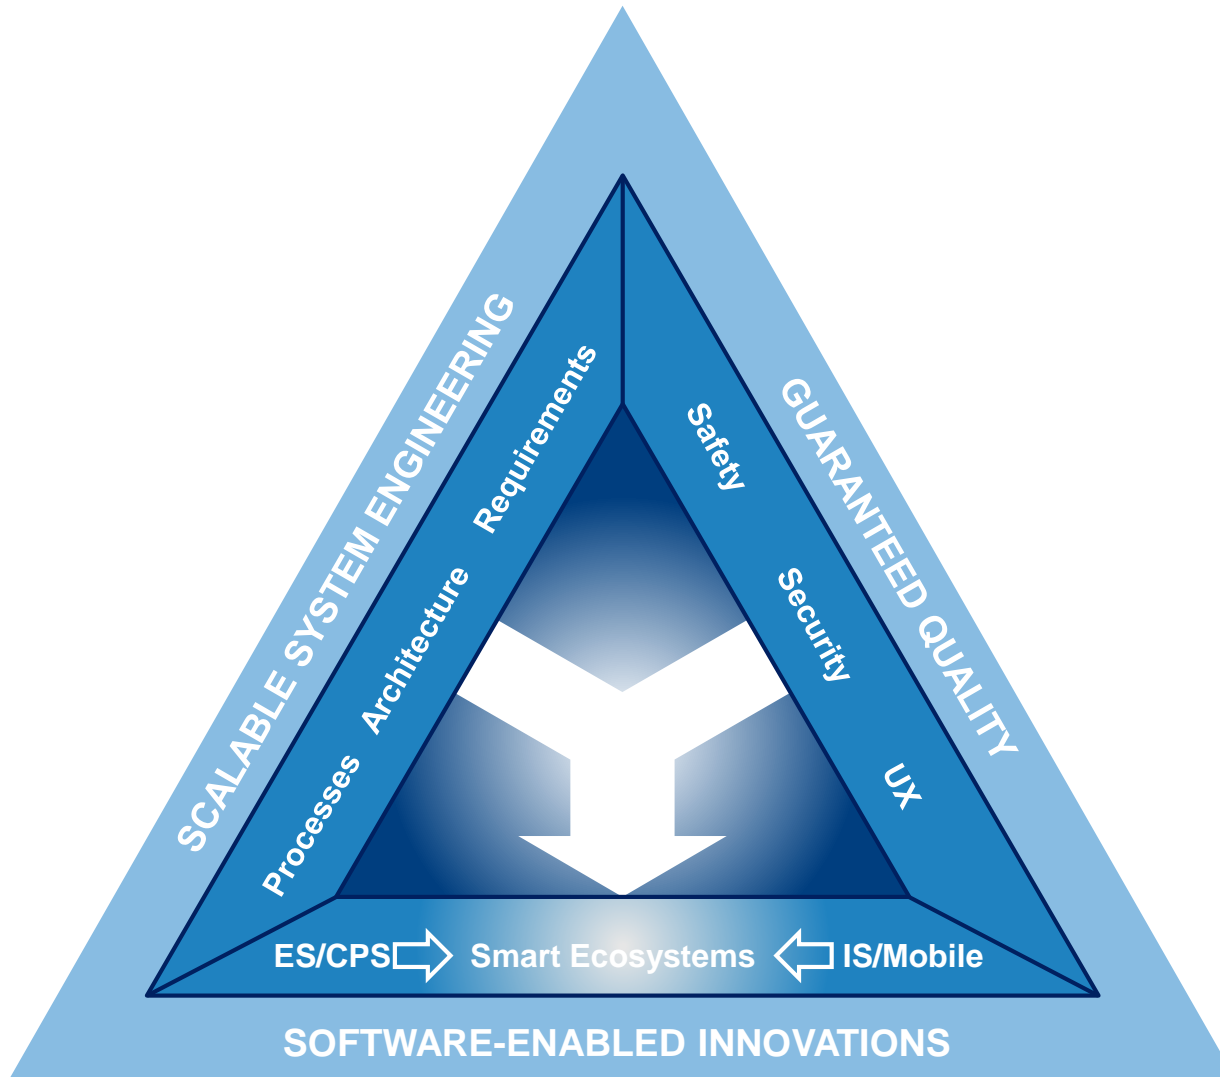 SCALABLE SYSTEM ENGINEERING
GUARANTEED QUALITY
Requirements
Architecture
Processes
Safety
Security
UX
ES/CPS
Smart Ecosystems
IS/Mobile
SOFTWARE-ENABLED INNOVATIONS